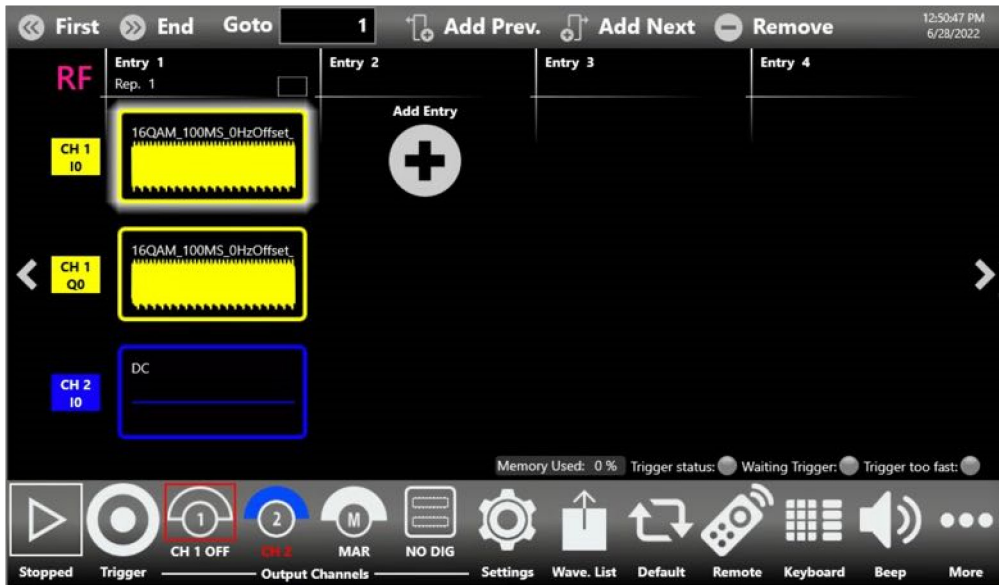 First End Goto 1 Add Prev. Add Next Remove 12:50:47 PM
6/28/2022
RF Entry 1 Entry 2 Entry 3 Entry 4
Rep. 1
Add Entry
CH 1
I0
16QAM_100MS_0HzOffset_
CH 1
Q0
16QAM_100MS_0HzOffset_
CH 2
I0
DC
Memory Used: 0 % Trigger status: Waiting Trigger: Trigger too fast:
1 2 M
CH 1 OFF CH 2 MAR NO DIG
Stopped Trigger Output Channels Settings Wave. List Default Remote Keyboard Beep More